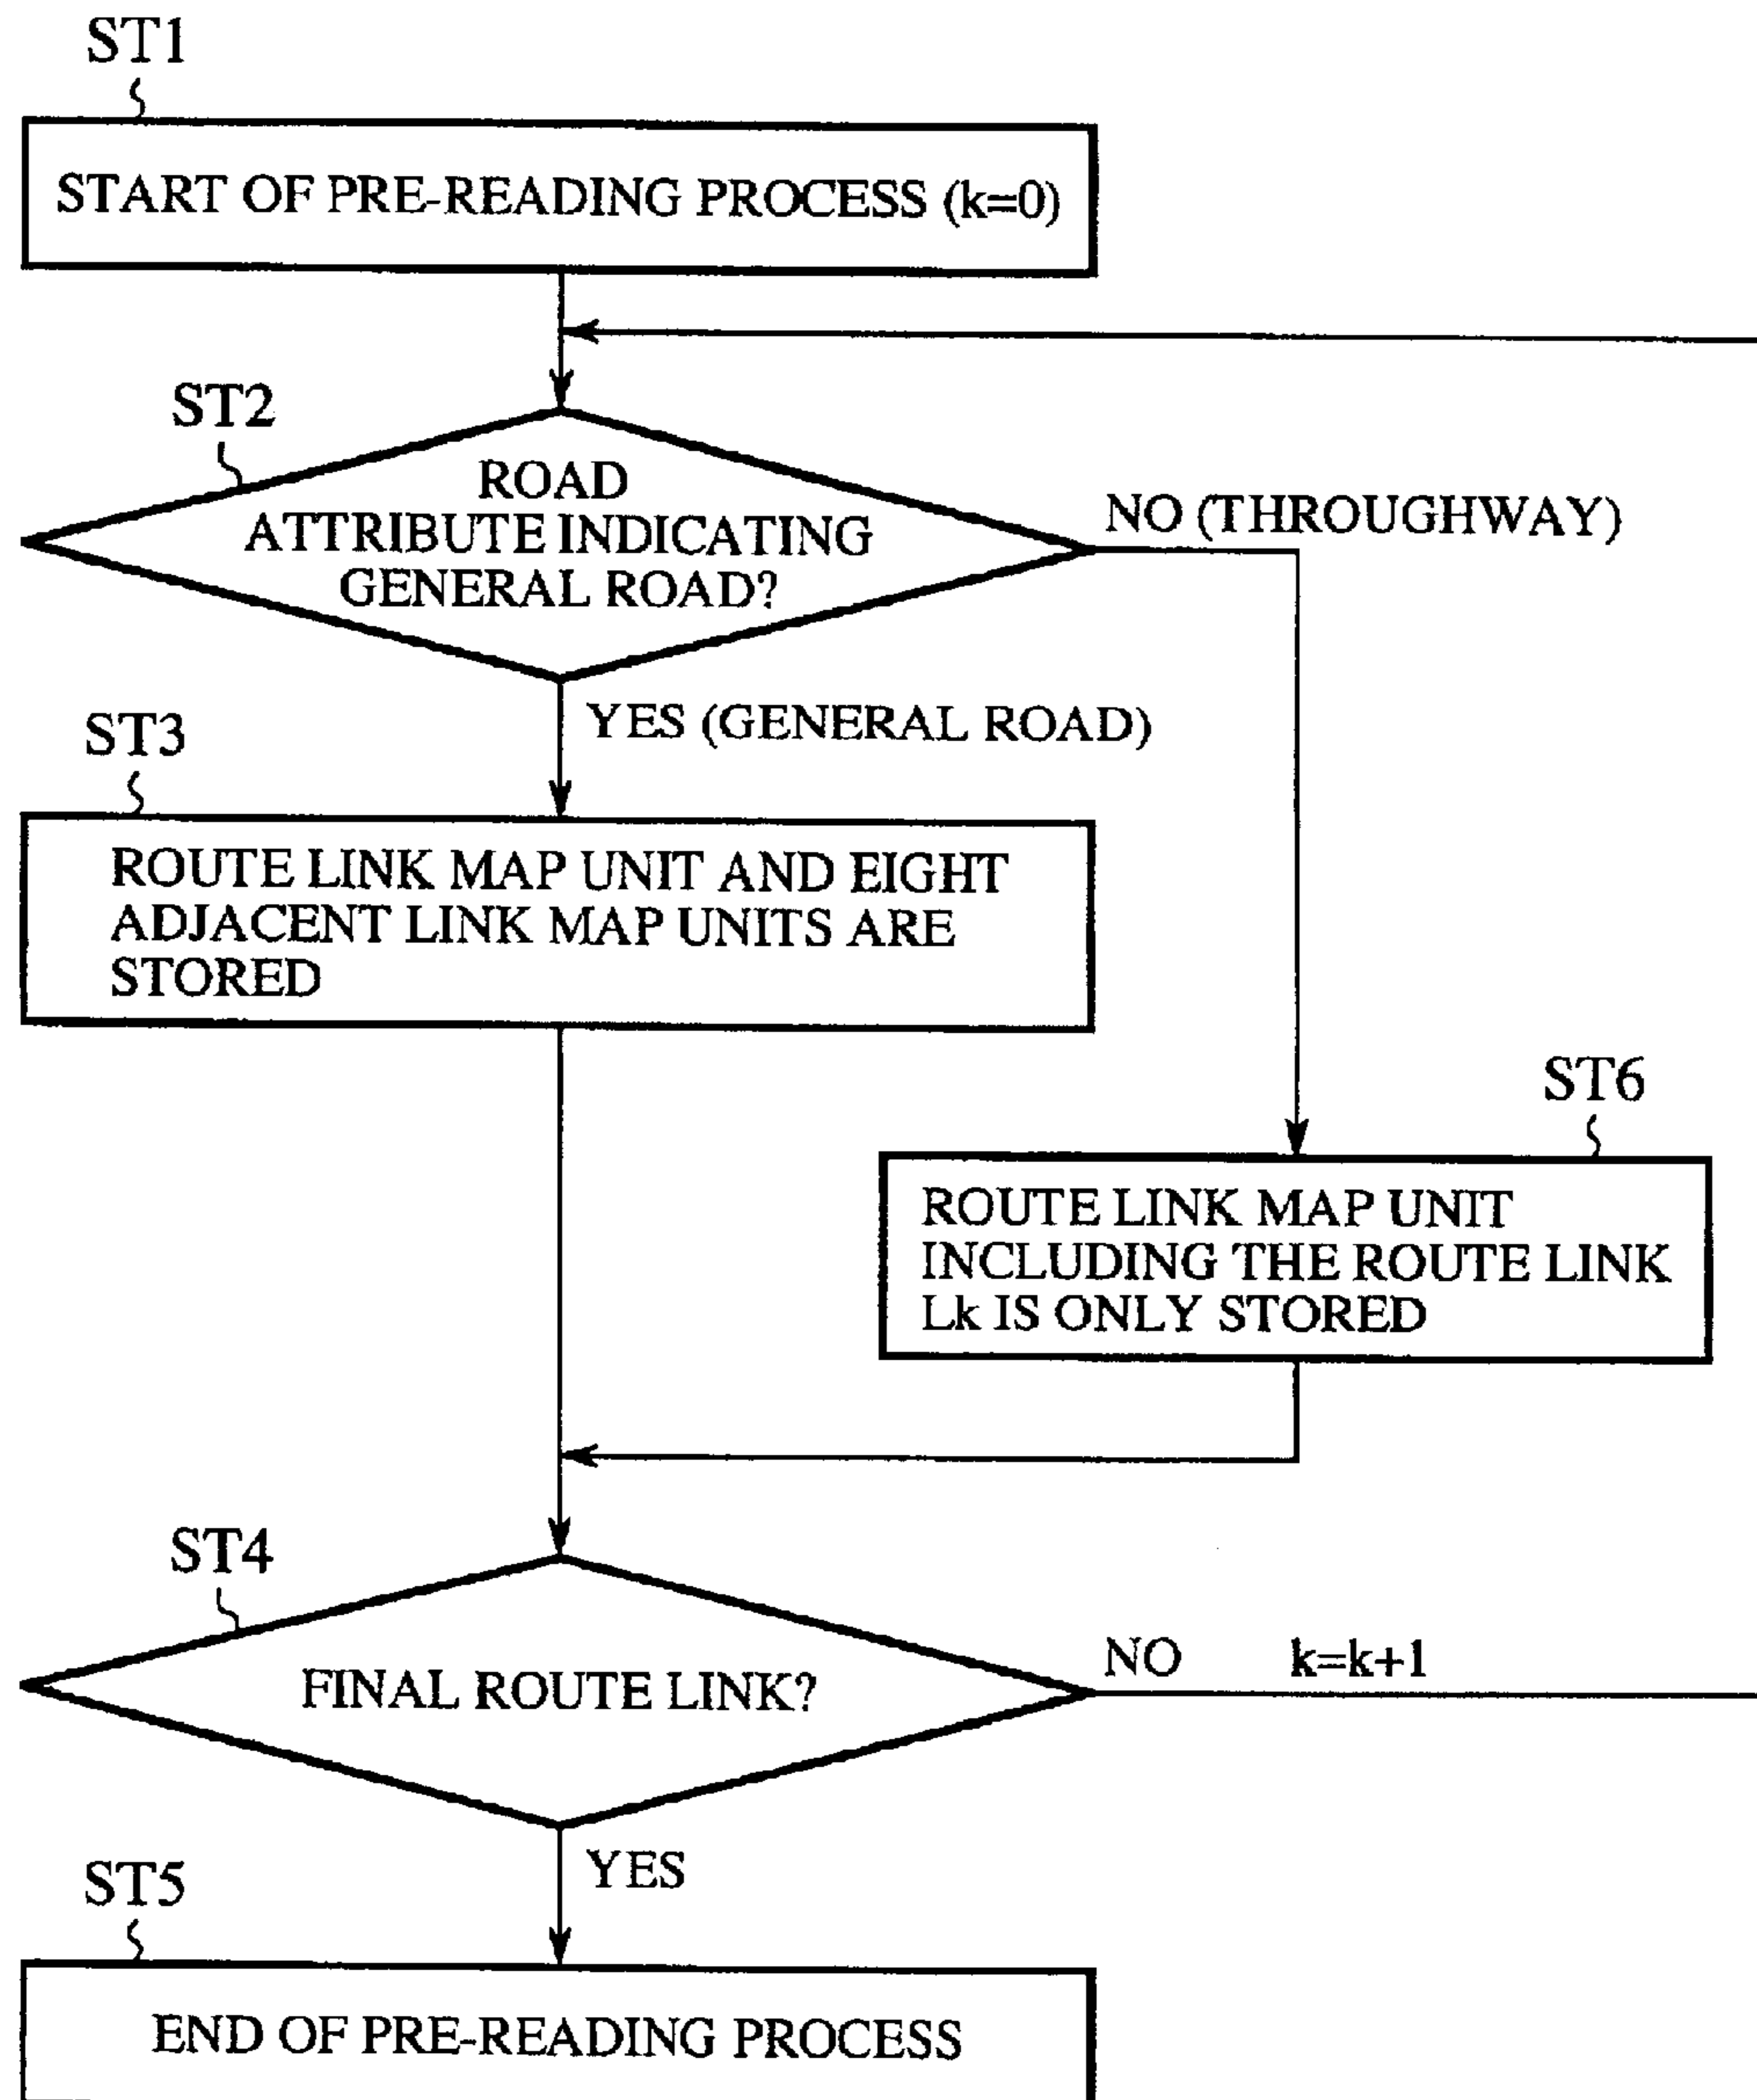 ST1
START OF PRE-READING PROCESS (k=0)
ST2
ROAD
ATTRIBUTE INDICATING
GENERAL ROAD?
NO (THROUGHWAY)
YES (GENERAL ROAD)
ST3
ROUTE LINK MAP UNIT AND EIGHT
ADJACENT LINK MAP UNITS ARE
STORED
ST6
ROUTE LINK MAP UNIT
INCLUDING THE ROUTE LINK
Lk IS ONLY STORED
ST4
FINAL ROUTE LINK?
NO k=k+1
YES
ST5
END OF PRE-READING PROCESS